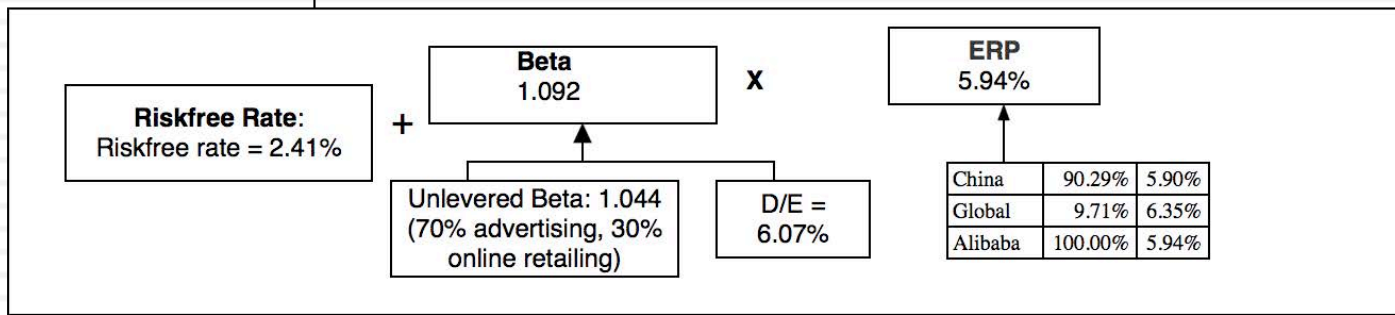 Riskfree Rate:
Riskfree rate = 2.41%
+
Beta
1.092
X
ERP
5.94%
Unlevered Beta: 1.044
(70% advertising, 30%
online retailing)
D/E =
6.07%
China 90.29% 5.90%
Global 9.71% 6.35%
Alibaba 100.00% 5.94%